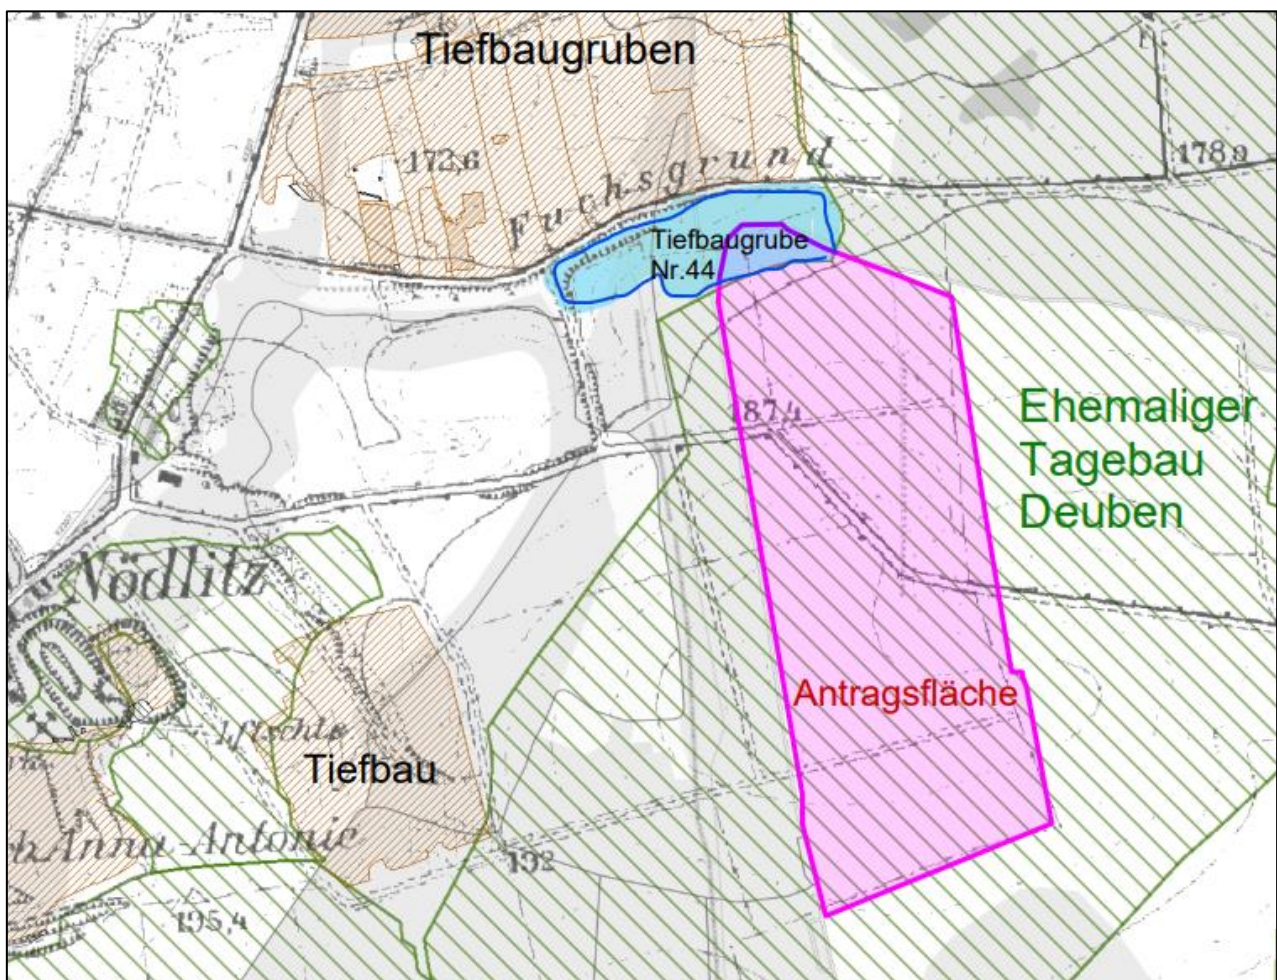 Tiefbaugruben
172,6
178,9
Fuchsgrund
Tiefbaugrube
Nr.44
187,4
Ehemaliger
Tagebau
Deuben
Nödlitz
Antragsfläche
Tiefbau
Anna-Antonie
192
195,4